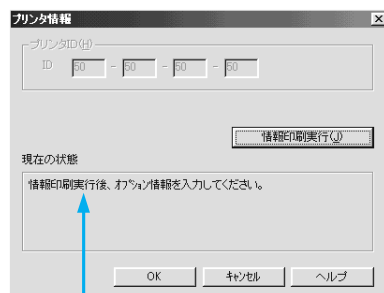 プリンタ情報
プリンタID(H)
ID 50 - 50 - 50 - 50
情報印刷実行(J)
現在の状態
情報印刷実行後、オプション情報を入力してください。
OK キャンセル ヘルプ